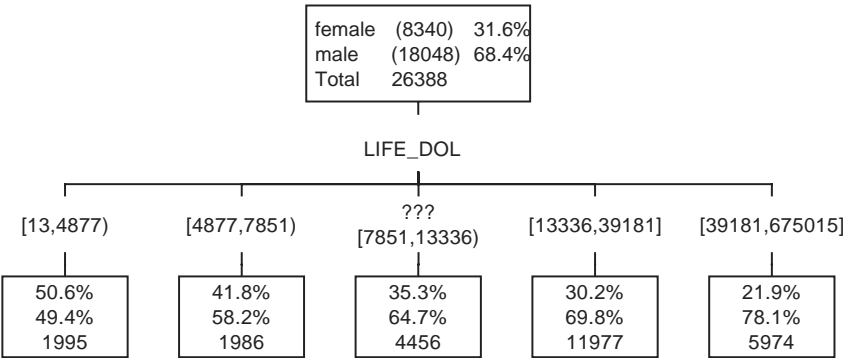 female (8340) 31.6%
male (18048) 68.4%
Total 26388
LIFE_DOL
???
[13,4877) [4877,7851) [7851,13336) [13336,39181] [39181,675015]
50.6% 41.8% 35.3% 30.2% 21.9%
49.4% 58.2% 64.7% 69.8% 78.1%
1995 1986 4456 11977 5974